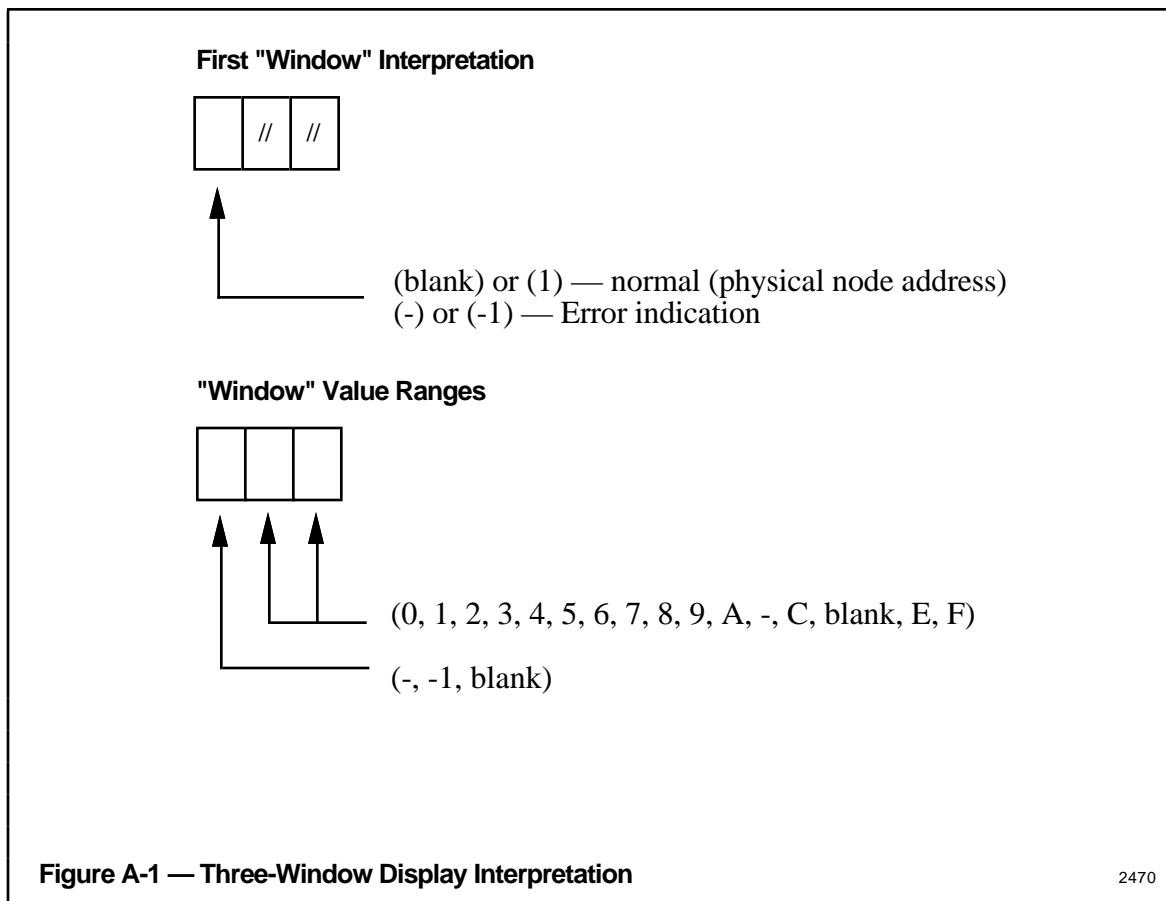 First "Window" Interpretation
// //
(blank) or (1) — normal (physical node address)
(-) or (-1) — Error indication
"Window" Value Ranges
(0, 1, 2, 3, 4, 5, 6, 7, 8, 9, A, -, C, blank, E, F)
(-, -1, blank)
Figure A-1 — Three-Window Display Interpretation
2470